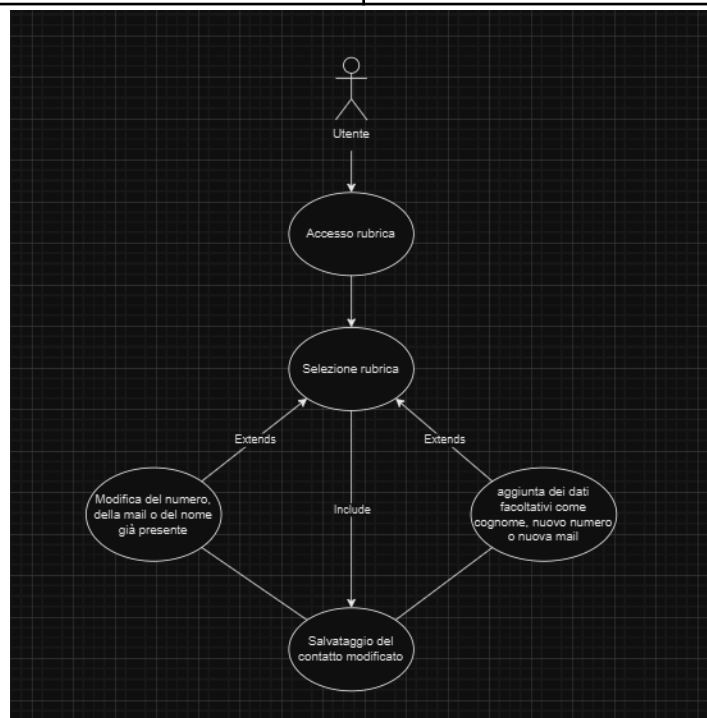 Utente
Accesso rubrica
Selezione rubrica
Extends
Extends
Modifica del numero,
della mail o del nome
già presente
Include
aggiunta dei dati
facoltativi come
cognome, nuovo numero
o nuova mail
Salvataggio del
contatto modificato